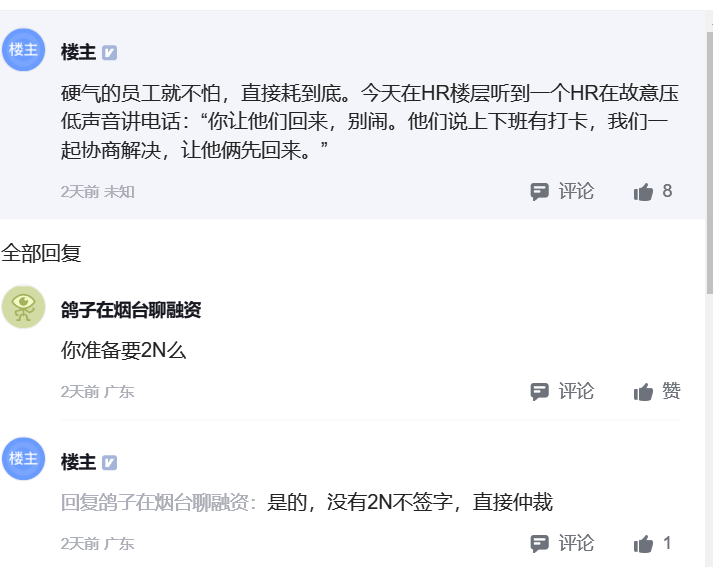 楼主
楼主
硬气的员工就不怕，直接耗到底。今天在HR楼层听到一个HR在故意压
低声音讲电话：“你让他们回来，别闹。他们说上下班有打卡，我们一
起协商解决，让他俩先回来。”
2天前 未知
评论
8
全部回复
鸽子在烟台聊融资
你准备要2N么
2天前 广东
评论
赞
楼主
楼主
回复鸽子在烟台聊融资：是的，没有2N不签字，直接仲裁
2天前 广东
评论
1